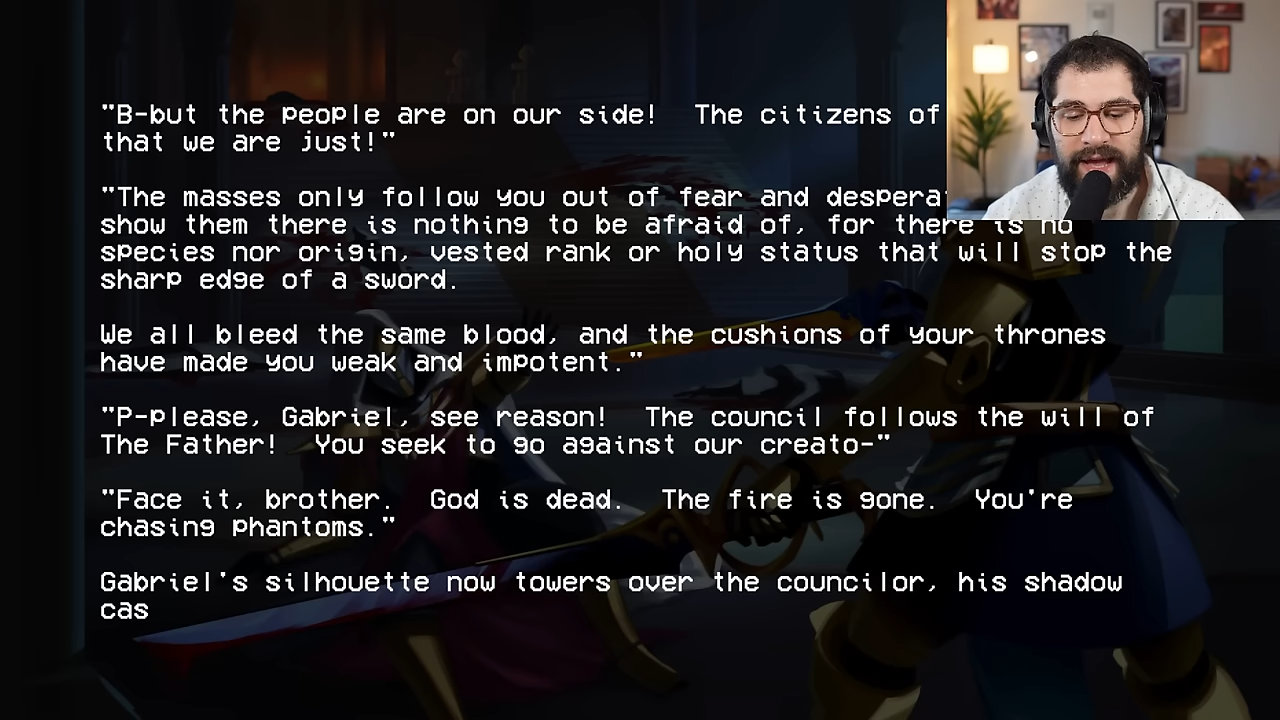 "B-but the people are on our side!  The citizens of
that we are just!"
"The masses only follow you out of fear and
show them there is nothing to be afraid of, for there is no
species nor origin, vested rank or holy status that will stop the
sharp edge of a sword.
We all bleed the same blood, and the cushions of your thrones
have made you weak and impotent."
"P-please, Gabriel, see reason!  The council follows the will of
The Father!  You seek to go against our creato-"
"Face it, brother.  God is dead.  The fire is gone.  You're
chasing phantoms."
Gabriel's silhouette now towers over the councilor, his shadow
cas